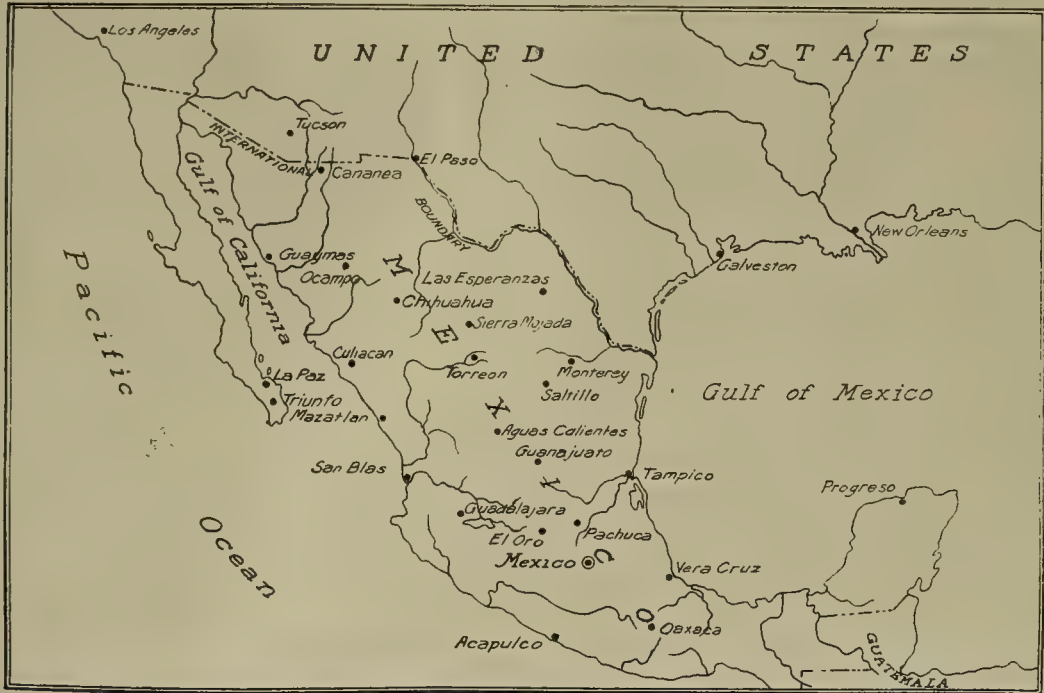 Los Angeles
UNITED STATES
Tucson
INTERNATIONAL
El Paso
Cananea
BOUNDARY
Gulf of California
New Orleans
Galveston
Guaymas
Ocampo
MEXICO
Las Esperanzas
Chihuahua
Sierra Mojada
Pacific Ocean
Culiacan
Torreon
Monterey
La Paz
Saltillo
Triunfo
Gulf of Mexico
Mazatlan
Aguas Calientes
Guanajuato
San Blas
Tampico
Progreso
Guadalajara
El Oro
Pachuca
Mexico
Vera Cruz
Oaxaca
Acapulco
GUATEMALA